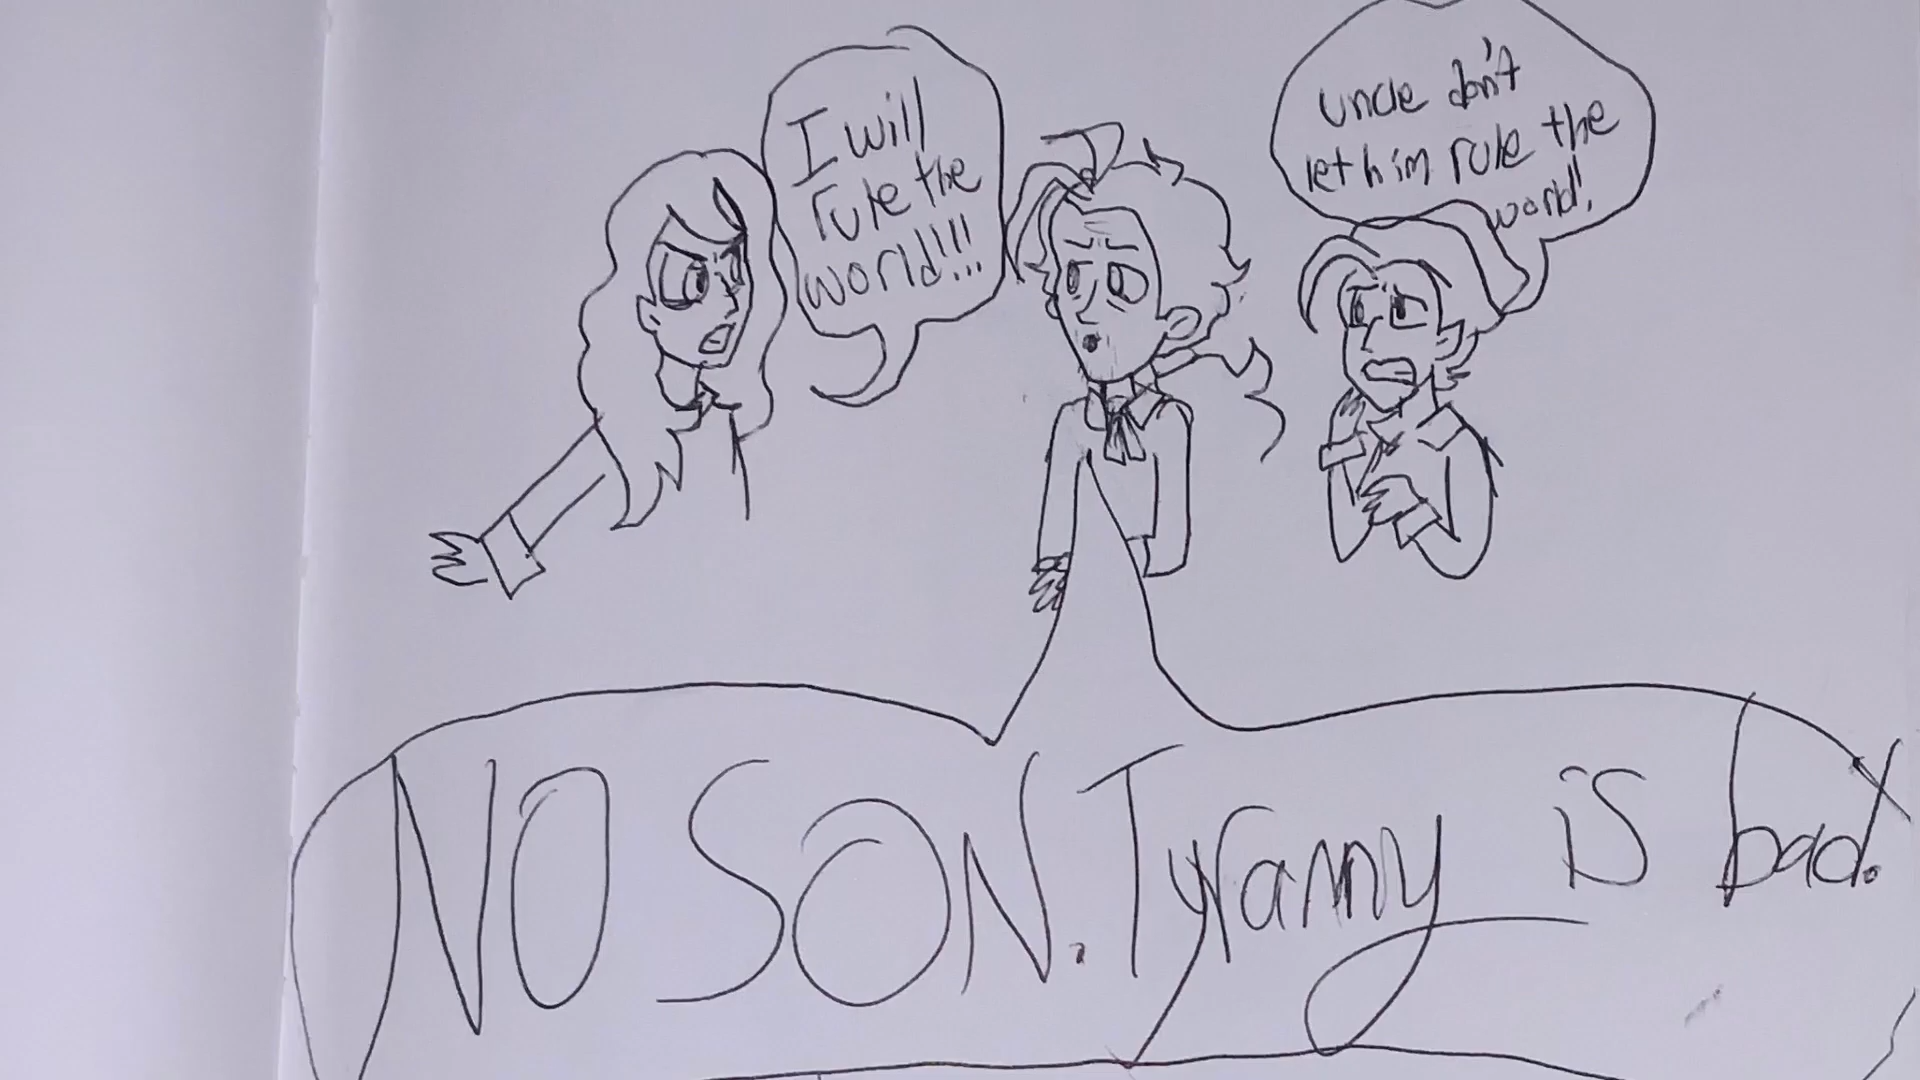 I will
rule the
world!!!
uncle don't
let him rule the
world!
NO SON. Tyranny is bad.